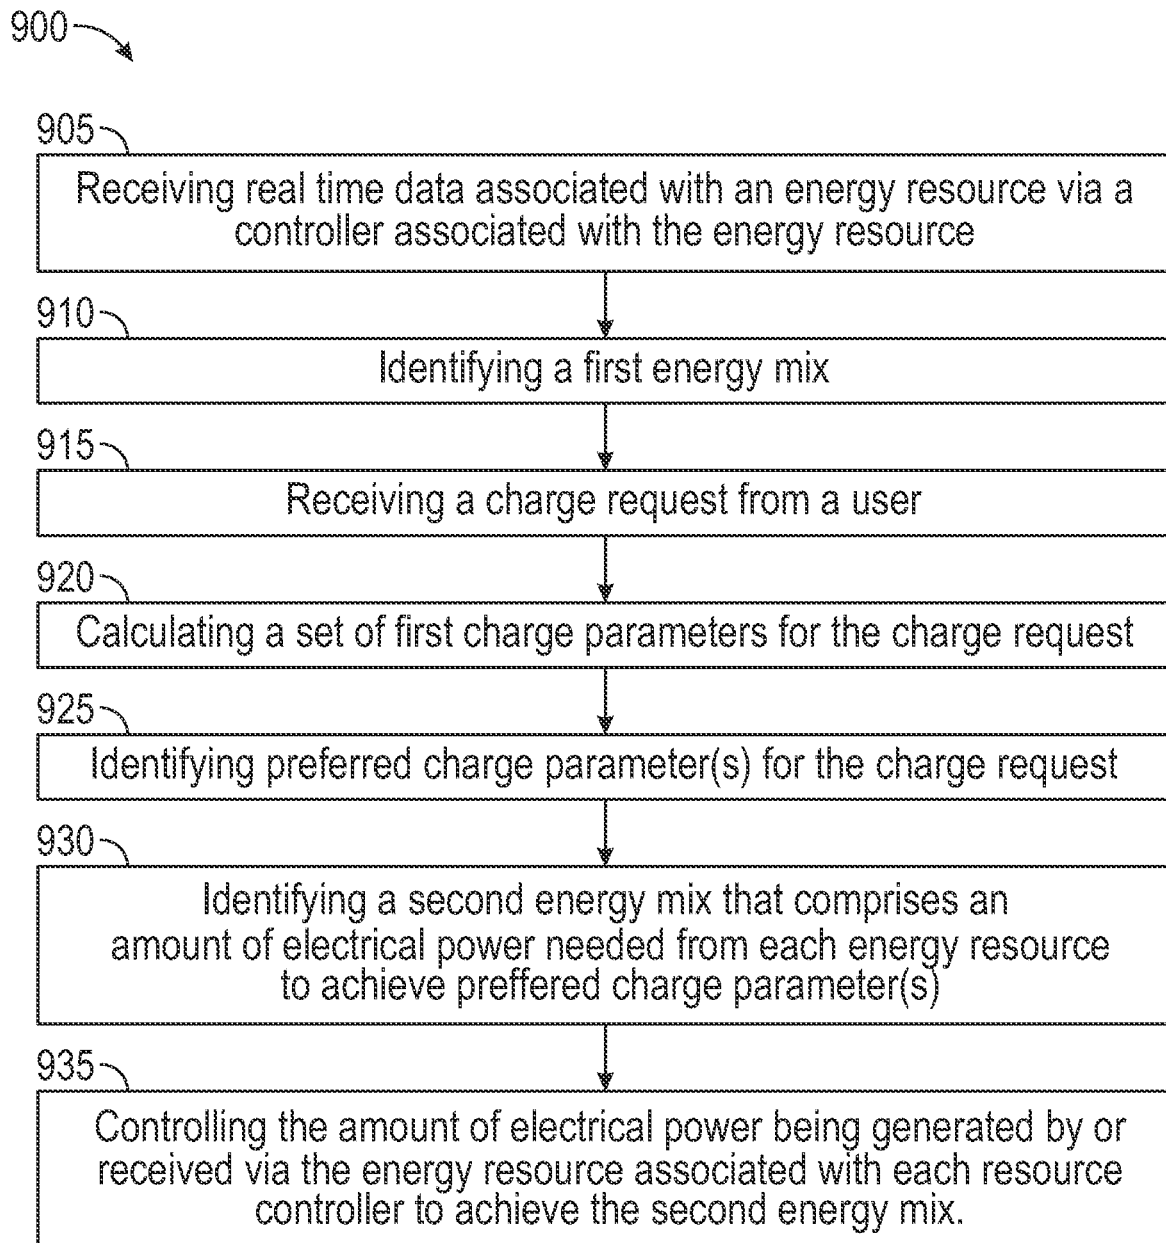 900
905
Receiving real time data associated with an energy resource via a
controller associated with the energy resource
910
Identifying a first energy mix
915
Receiving a charge request from a user
920
Calculating a set of first charge parameters for the charge request
925
Identifying preferred charge parameter(s) for the charge request
930
Identifying a second energy mix that comprises an
amount of electrical power needed from each energy resource
to achieve preffered charge parameter(s)
935
Controlling the amount of electrical power being generated by or
received via the energy resource associated with each resource
controller to achieve the second energy mix.